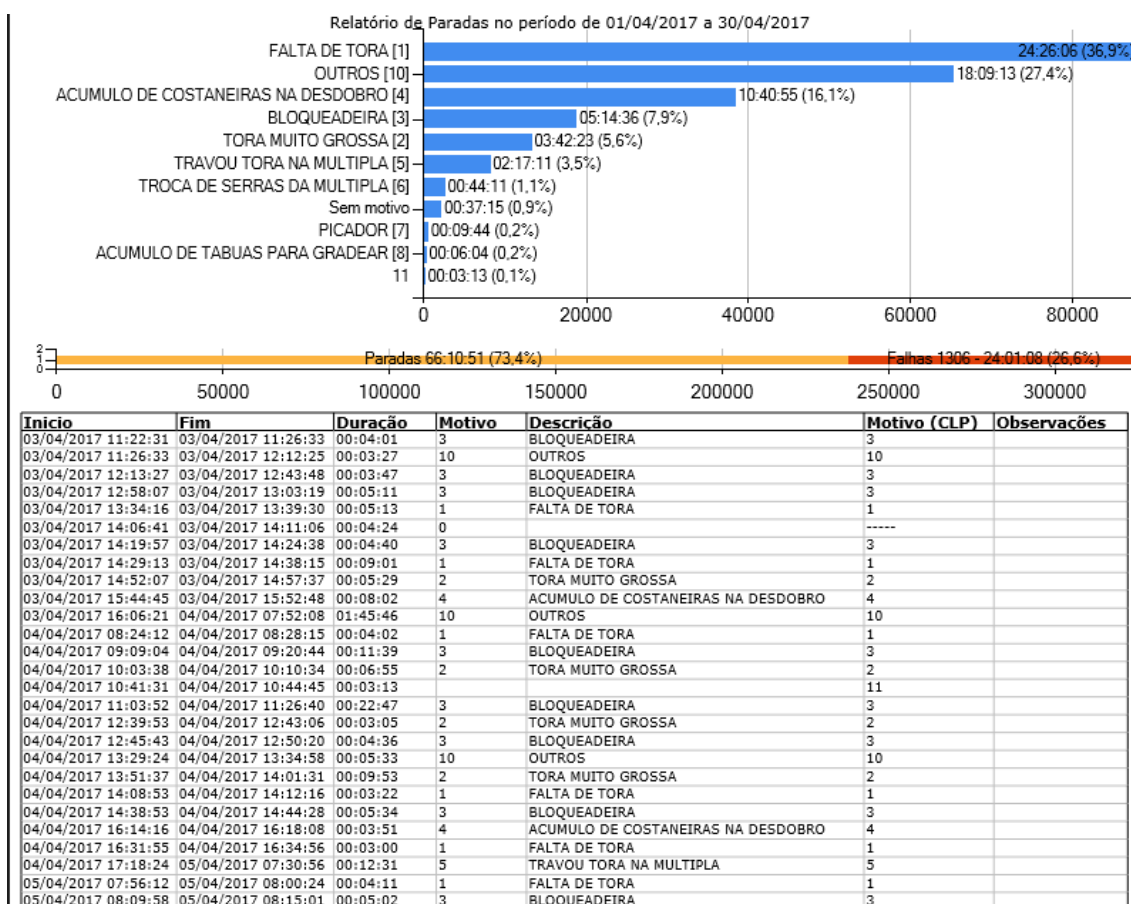 Relatório de Paradas no período de 01/04/2017 a 30/04/2017
FALTA DE TORA [1] 24:26:06 (36,9%)
OUTROS [10] 18:09:13 (27,4%)
ACUMULO DE COSTANEIRAS NA DESDOBRO [4] 10:40:55 (16,1%)
BLOQUEADEIRA [3] 05:14:36 (7,9%)
TORA MUITO GROSSA [2] 03:42:23 (5,6%)
TRAVOU TORA NA MULTIPLA [5] 02:17:11 (3,5%)
TROCA DE SERRAS DA MULTIPLA [6] 00:44:11 (1,1%)
Sem motivo 00:37:15 (0,9%)
PICADOR [7] 00:09:44 (0,2%)
ACUMULO DE TABUAS PARA GRADEAR [8] 00:06:04 (0,2%)
11 00:03:13 (0,1%)
0 20000 40000 60000 80000
2
1 Paradas 66:10:51 (73,4%) Falhas 1306 - 24:01:08 (26,6%)
0
0 50000 100000 150000 200000 250000 300000
Inicio Fim Duração Motivo Descrição Motivo (CLP) Observações
03/04/2017 11:22:31 03/04/2017 11:26:33 00:04:01 3 BLOQUEADEIRA 3
03/04/2017 11:26:33 03/04/2017 12:12:25 00:03:27 10 OUTROS 10
03/04/2017 12:13:27 03/04/2017 12:43:48 00:03:47 3 BLOQUEADEIRA 3
03/04/2017 12:58:07 03/04/2017 13:03:19 00:05:11 3 BLOQUEADEIRA 3
03/04/2017 13:34:16 03/04/2017 13:39:30 00:05:13 1 FALTA DE TORA 1
03/04/2017 14:06:41 03/04/2017 14:11:06 00:04:24 0 -----
03/04/2017 14:19:57 03/04/2017 14:24:38 00:04:40 3 BLOQUEADEIRA 3
03/04/2017 14:29:13 03/04/2017 14:38:15 00:09:01 1 FALTA DE TORA 1
03/04/2017 14:52:07 03/04/2017 14:57:37 00:05:29 2 TORA MUITO GROSSA 2
03/04/2017 15:44:45 03/04/2017 15:52:48 00:08:02 4 ACUMULO DE COSTANEIRAS NA DESDOBRO 4
03/04/2017 16:06:21 04/04/2017 07:52:08 01:45:46 10 OUTROS 10
04/04/2017 08:24:12 04/04/2017 08:28:15 00:04:02 1 FALTA DE TORA 1
04/04/2017 09:09:04 04/04/2017 09:20:44 00:11:39 3 BLOQUEADEIRA 3
04/04/2017 10:03:38 04/04/2017 10:10:34 00:06:55 2 TORA MUITO GROSSA 2
04/04/2017 10:41:31 04/04/2017 10:44:45 00:03:13 11
04/04/2017 11:03:52 04/04/2017 11:26:40 00:22:47 3 BLOQUEADEIRA 3
04/04/2017 12:39:53 04/04/2017 12:43:06 00:03:05 2 TORA MUITO GROSSA 2
04/04/2017 12:45:43 04/04/2017 12:50:20 00:04:36 3 BLOQUEADEIRA 3
04/04/2017 13:29:24 04/04/2017 13:34:58 00:05:33 10 OUTROS 10
04/04/2017 13:51:37 04/04/2017 14:01:31 00:09:53 2 TORA MUITO GROSSA 2
04/04/2017 14:08:53 04/04/2017 14:12:16 00:03:22 1 FALTA DE TORA 1
04/04/2017 14:38:53 04/04/2017 14:44:28 00:05:34 3 BLOQUEADEIRA 3
04/04/2017 16:14:16 04/04/2017 16:18:08 00:03:51 4 ACUMULO DE COSTANEIRAS NA DESDOBRO 4
04/04/2017 16:31:55 04/04/2017 16:34:56 00:03:00 1 FALTA DE TORA 1
04/04/2017 17:18:24 05/04/2017 07:30:56 00:12:31 5 TRAVOU TORA NA MULTIPLA 5
05/04/2017 07:56:12 05/04/2017 08:00:24 00:04:11 1 FALTA DE TORA 1
05/04/2017 08:09:58 05/04/2017 08:15:01 00:05:02 3 BLOQUEADEIRA 3